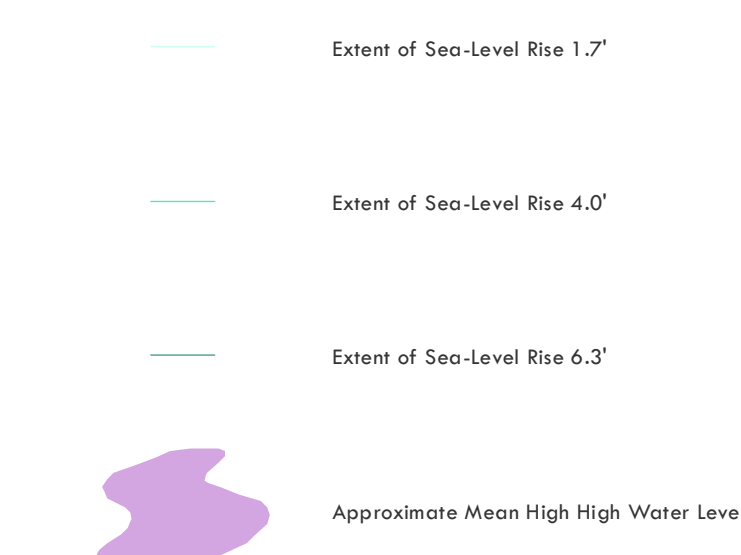 Extent of Sea-Level Rise 1.7'
Extent of Sea-Level Rise 4.0'
Extent of Sea-Level Rise 6.3'
Approximate Mean High High Water Leve